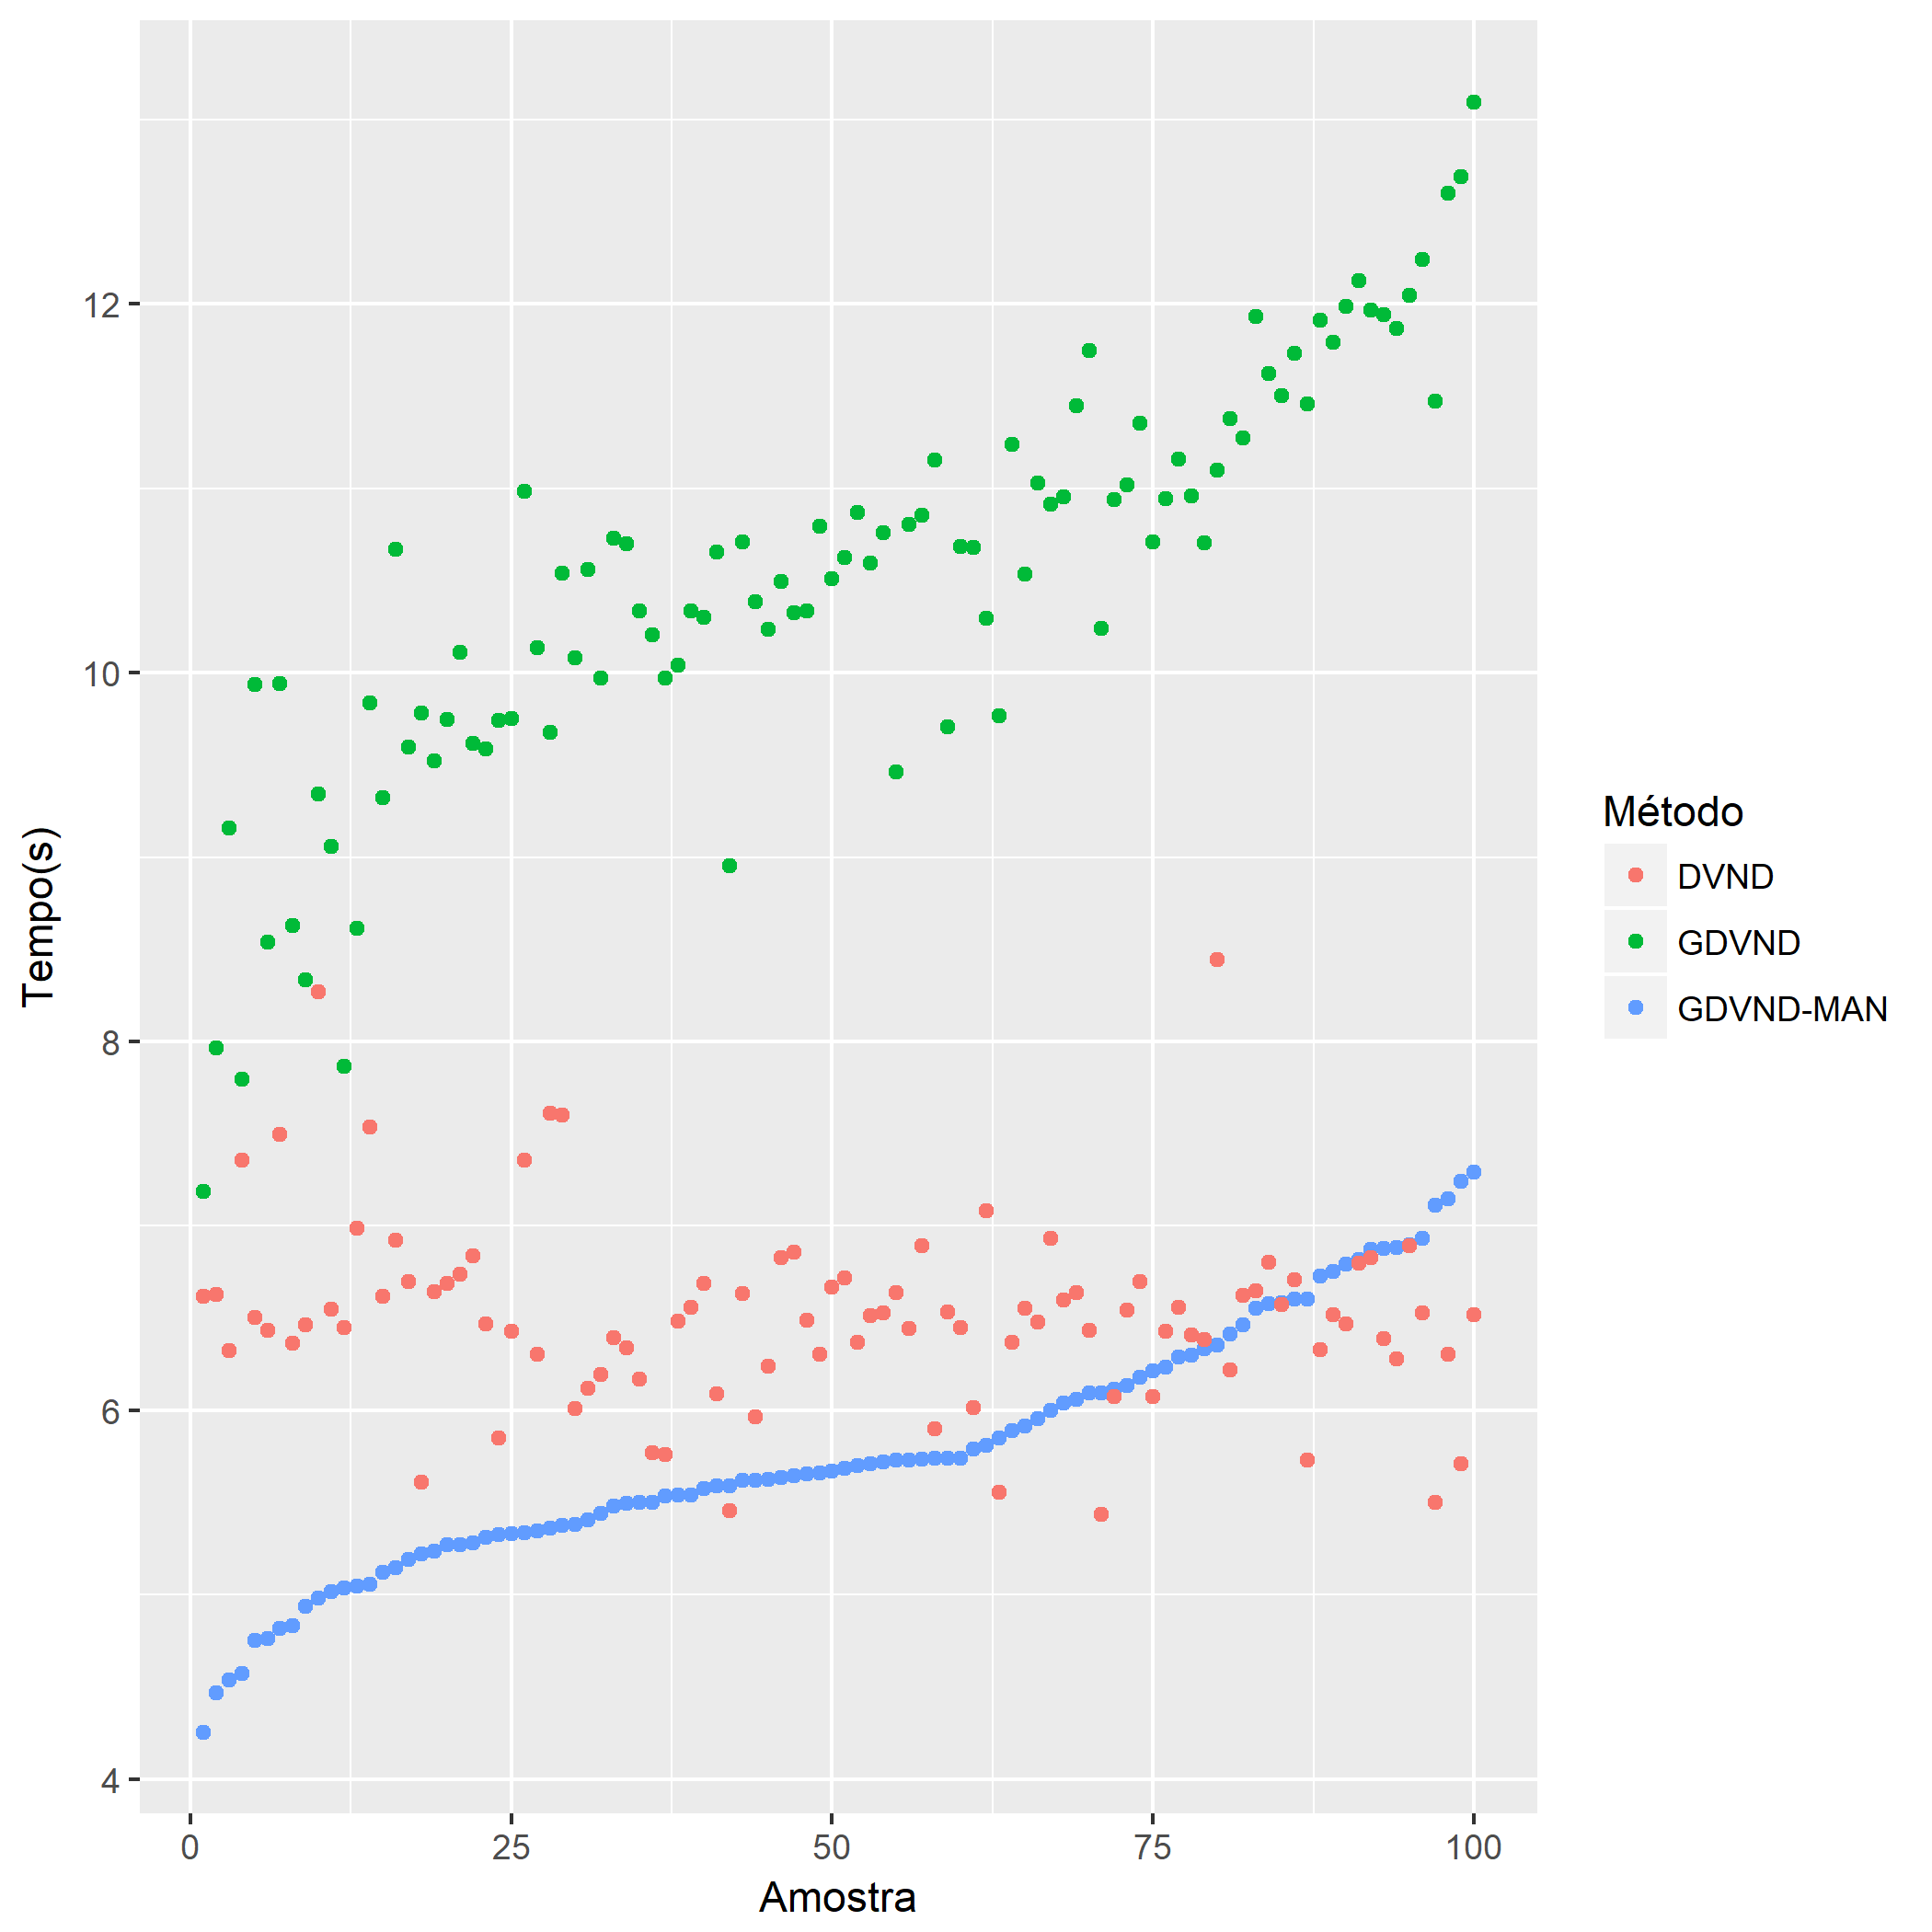 12
10
8
6
4
0 25 50 75 100
Amostra
Tempo(s)
Método
DVND
GDVND
GDVND-MAN